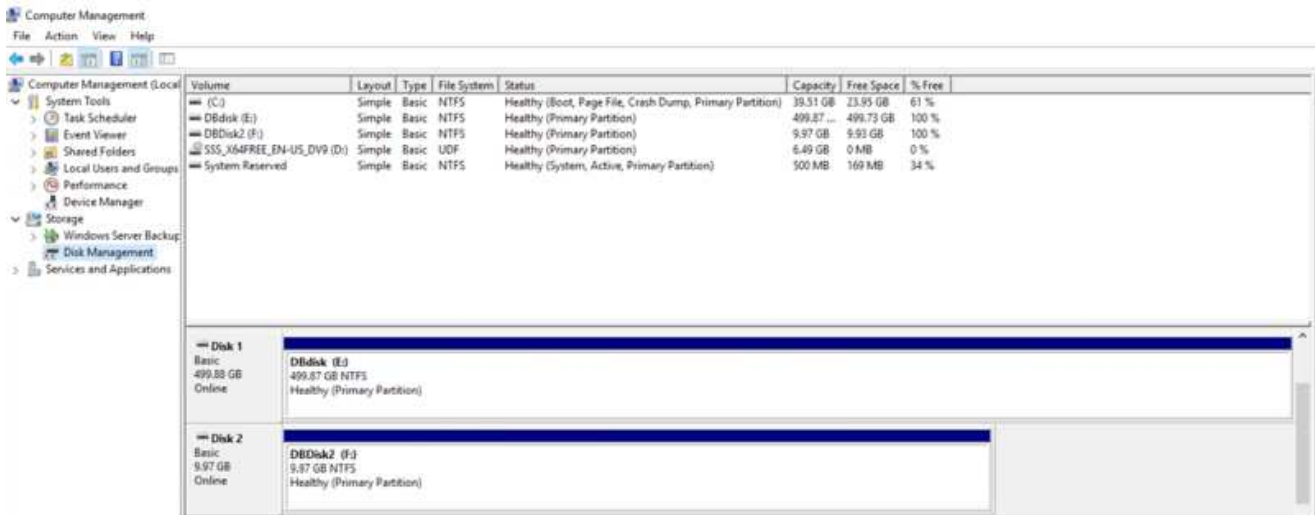 Computer Management
File Action View Help
Computer Management (Local
System Tools
Task Scheduler
Event Viewer
Shared Folders
Local Users and Groups
Performance
Device Manager
Storage
Windows Server Backup
Disk Management
Services and Applications
Volume Layout Type File System Status Capacity Free Space % Free
(C:) Simple Basic NTFS Healthy (Boot, Page File, Crash Dump, Primary Partition) 39.51 GB 23.95 GB 61 %
DBdisk (E:) Simple Basic NTFS Healthy (Primary Partition) 499.87 ... 499.73 GB 100 %
DBDisk2 (F:) Simple Basic NTFS Healthy (Primary Partition) 9.97 GB 9.93 GB 100 %
SSS_X64FREE_EN-US_DV9 (D:) Simple Basic UDF Healthy (Primary Partition) 6.49 GB 0 MB 0 %
System Reserved Simple Basic NTFS Healthy (System, Active, Primary Partition) 500 MB 169 MB 34 %
Disk 1
Basic
499.88 GB
Online
DBdisk (E:)
499.87 GB NTFS
Healthy (Primary Partition)
Disk 2
Basic
9.97 GB
Online
DBDisk2 (F:)
9.97 GB NTFS
Healthy (Primary Partition)